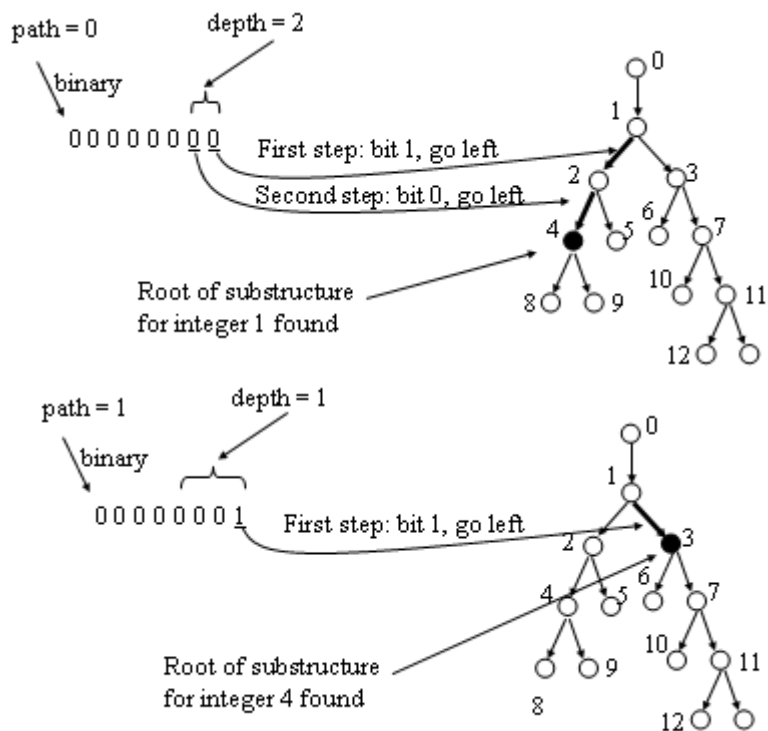 path = 0
depth = 2
binary
0 0 0 0 0 0 0 0
First step: bit 1, go left
Second step: bit 0, go left
Root of substructure
for integer 1 found
0
1
2
3
4
5
6
7
8
9
10
11
12
path = 1
depth = 1
binary
0 0 0 0 0 0 0 1
First step: bit 1, go left
Root of substructure
for integer 4 found
0
1
2
3
4
5
6
7
8
9
10
11
12